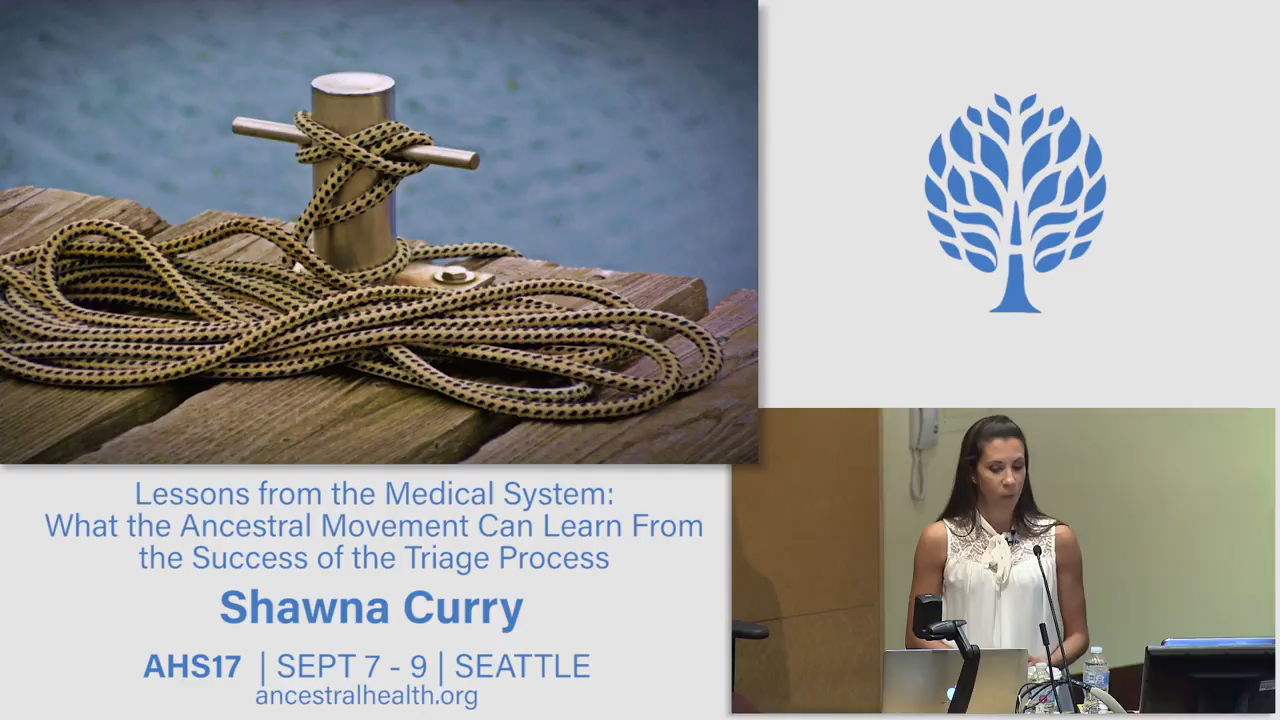 Lessons from the Medical System:
What the Ancestral Movement Can Learn From
the Success of the Triage Process
Shawna Curry
AHS17 | SEPT 7 - 9 | SEATTLE
ancestralhealth.org